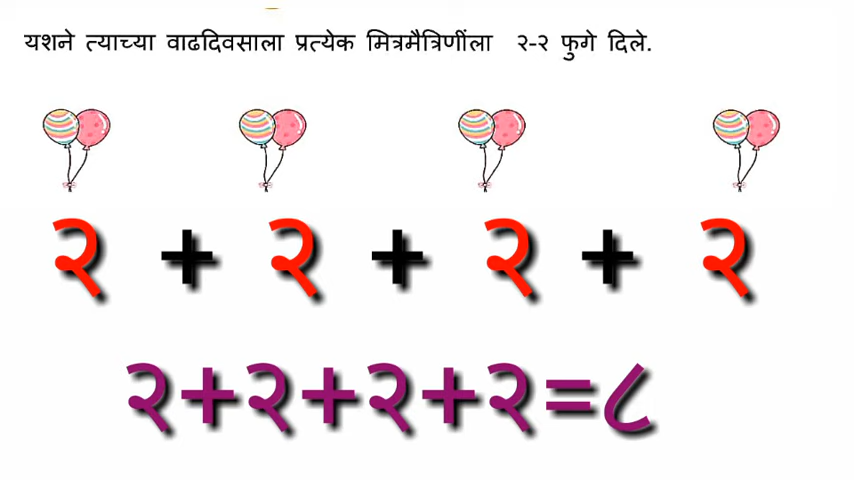 यशने त्याच्या वाढदिवसाला प्रत्येक मित्रमैत्रिणींला २-२ फुगे दिले.
२ + २ + २ + २
२+२+२+२=८